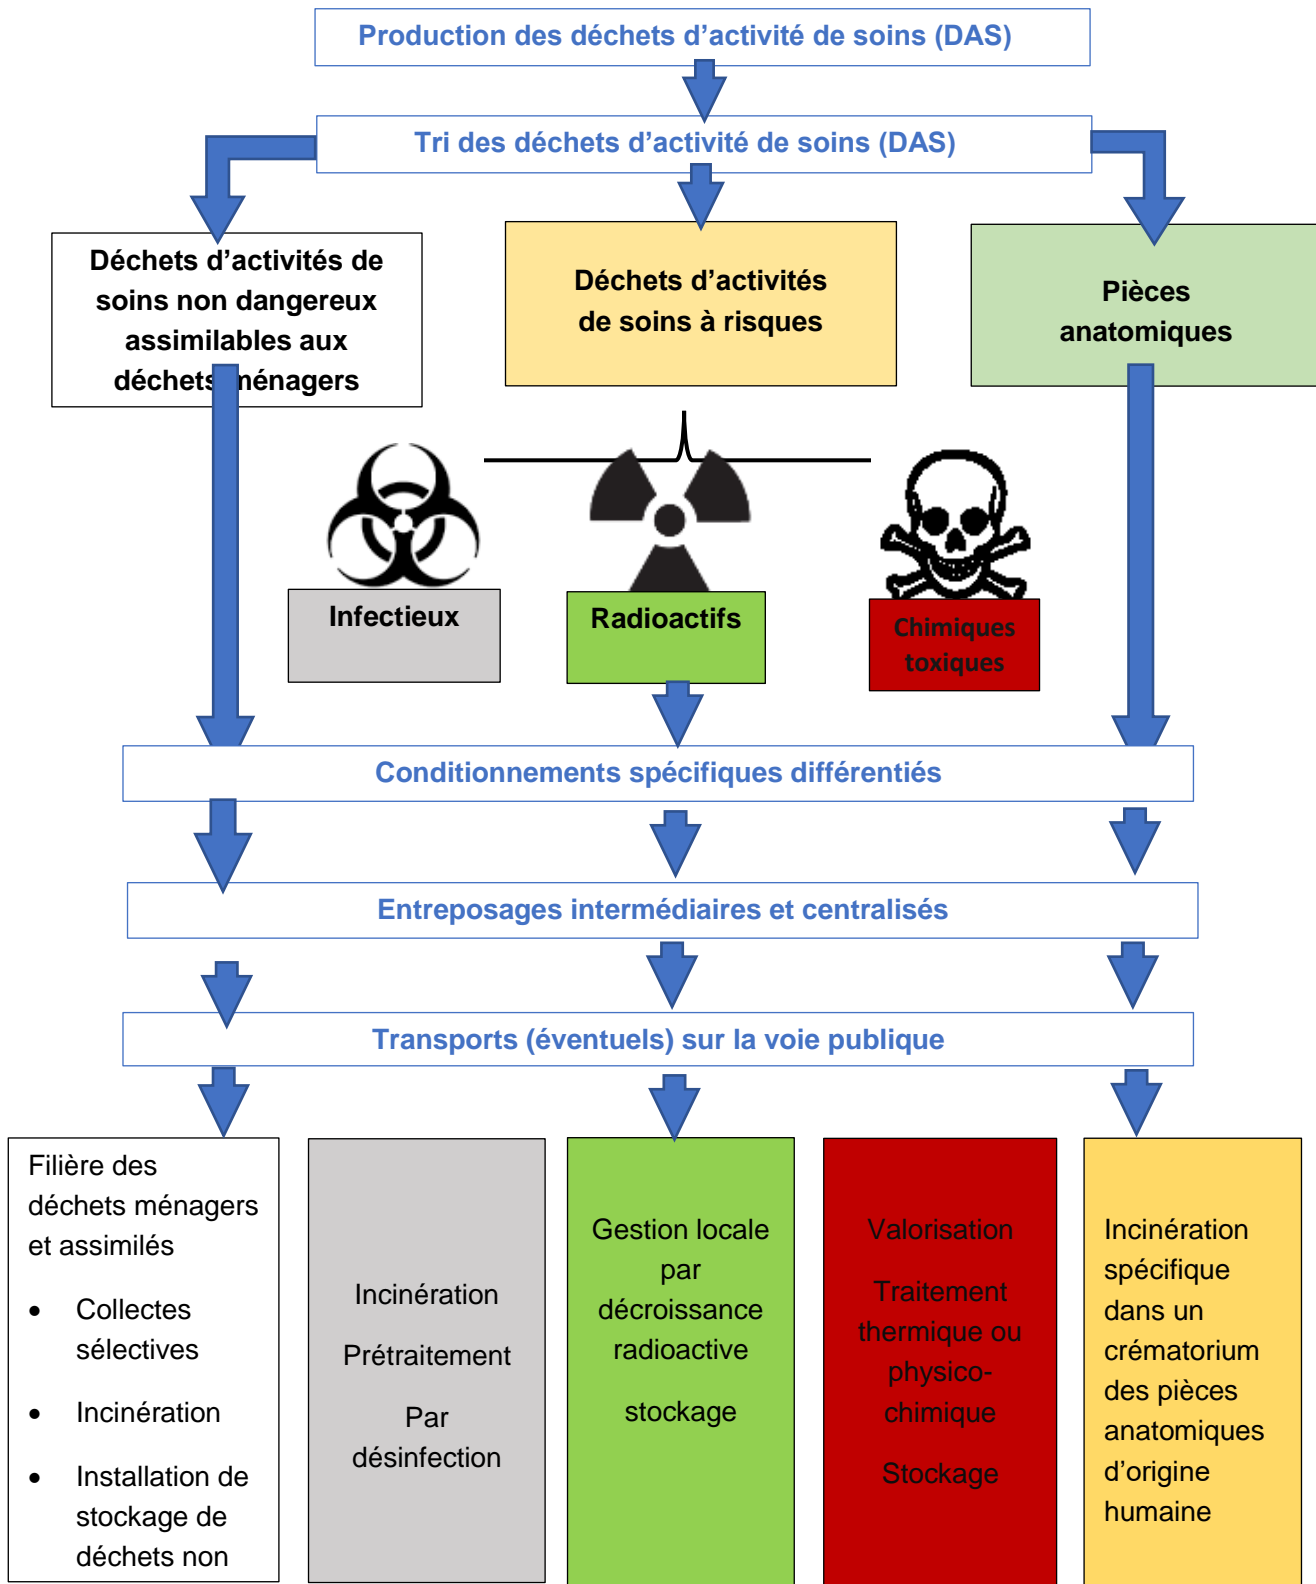 Production des déchets d’activité de soins (DAS)
Tri des déchets d’activité de soins (DAS)
Déchets d’activités de
soins non dangereux
assimilables aux
déchets ménagers
Déchets d’activités
de soins à risques
Pièces
anatomiques
Infectieux
Radioactifs
Chimiques
toxiques
Conditionnements spécifiques différentiés
Entreposages intermédiaires et centralisés
Transports (éventuels) sur la voie publique
Filière des
déchets ménagers
et assimilés
• Collectes
sélectives
• Incinération
• Installation de
stockage de
déchets non
Incinération
Prétraitement
Par
désinfection
Gestion locale
par
décroissance
radioactive
stockage
Valorisation
Traitement
thermique ou
physico-
chimique
Stockage
Incinération
spécifique
dans un
crématorium
des pièces
anatomiques
d’origine
humaine